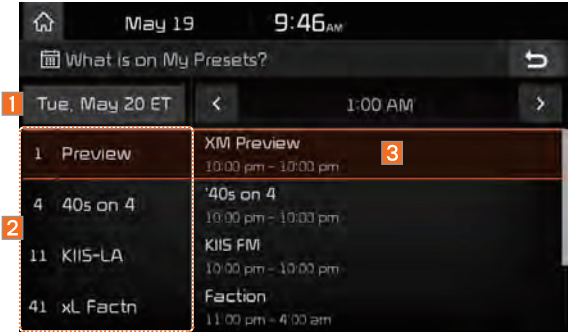 May 19 9:46AM
What is on My Presets?
1 Tue, May 20 ET < 1:00 AM >
1 Preview XM Preview 3
10:00 pm - 10:00 pm
4 40s on 4 '40s on 4
10:00 pm - 10:00 pm
2
11 KIIS-LA KIIS FM
10:00 pm - 10:00 pm
41 xL Factn Faction
11:00 pm - 4:00 am